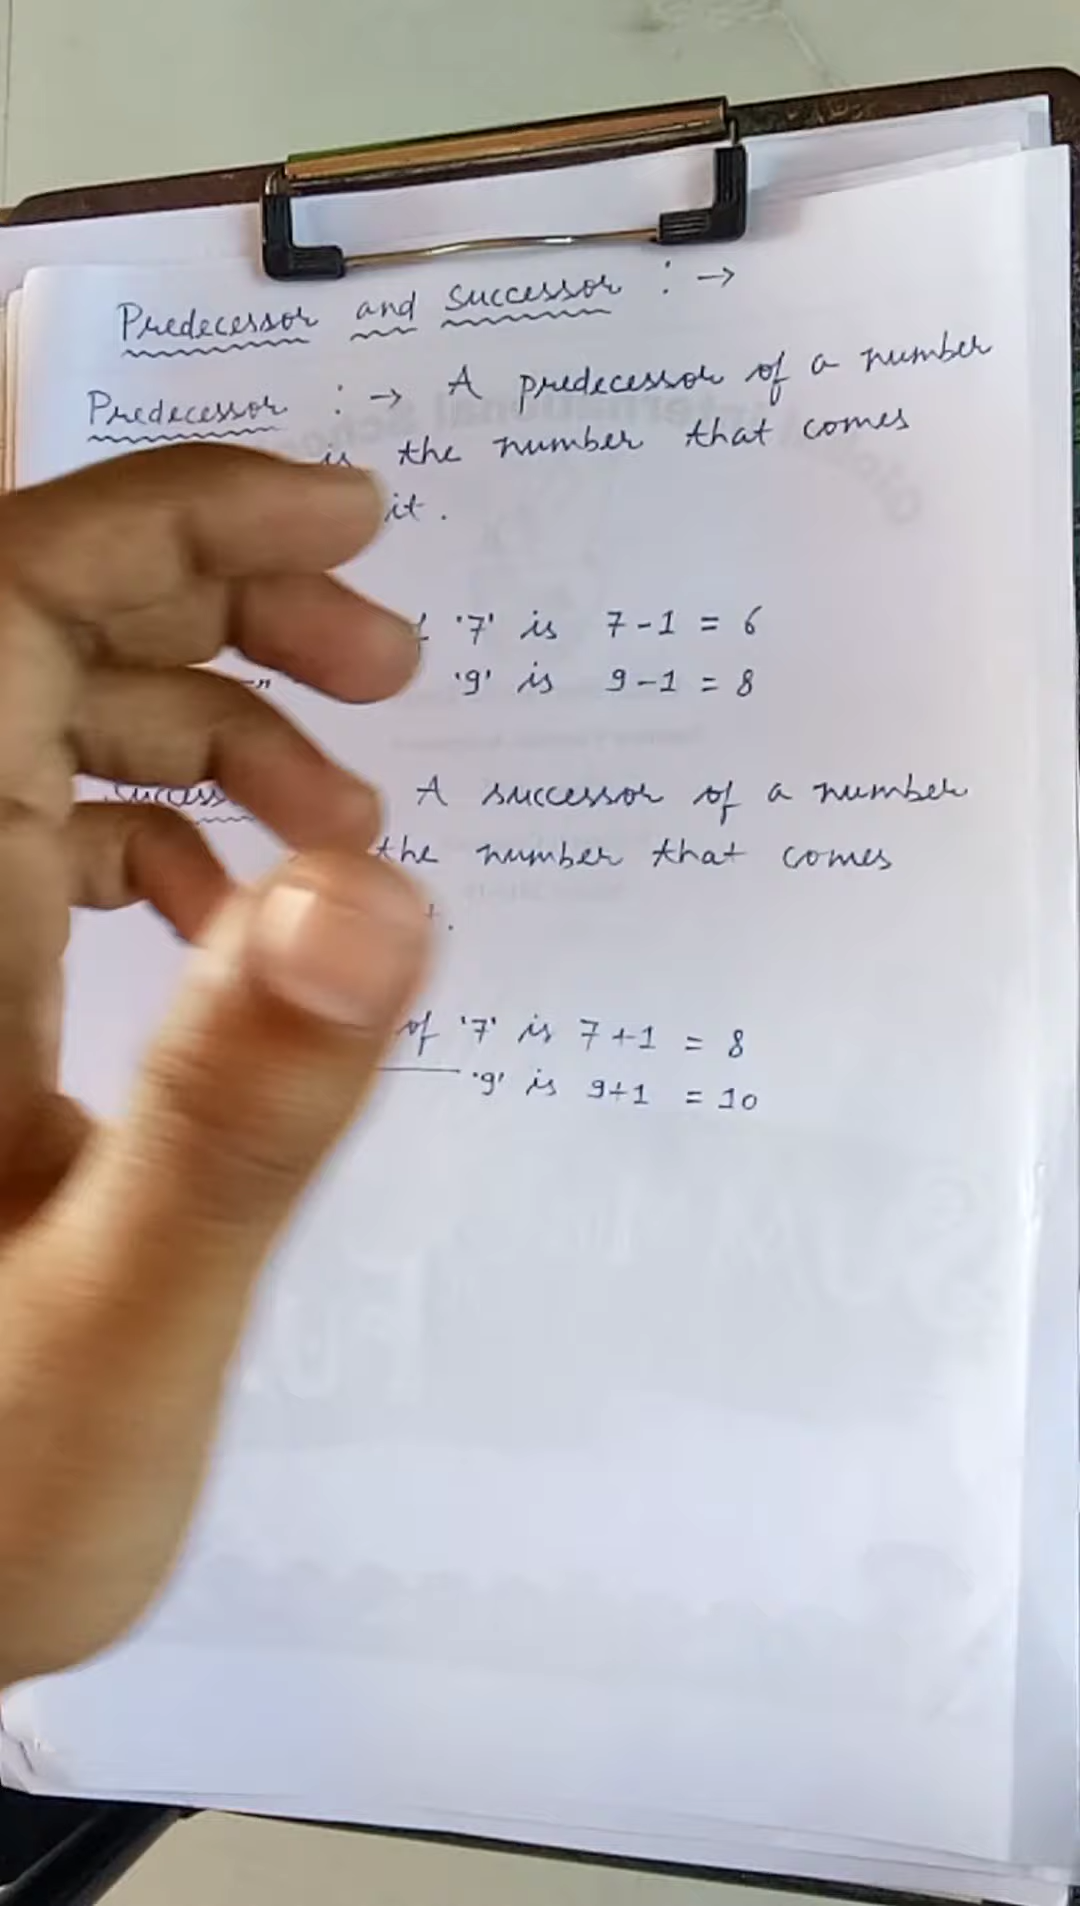 Predecessor and Successor : →
Predecessor : → A predecessor of a number
is the number that comes
it .
'7' is 7 - 1 = 6
'9' is 9 - 1 = 8
A successor of a number
the number that comes
of '7' is 7 + 1 = 8
'9' is 9 + 1 = 10